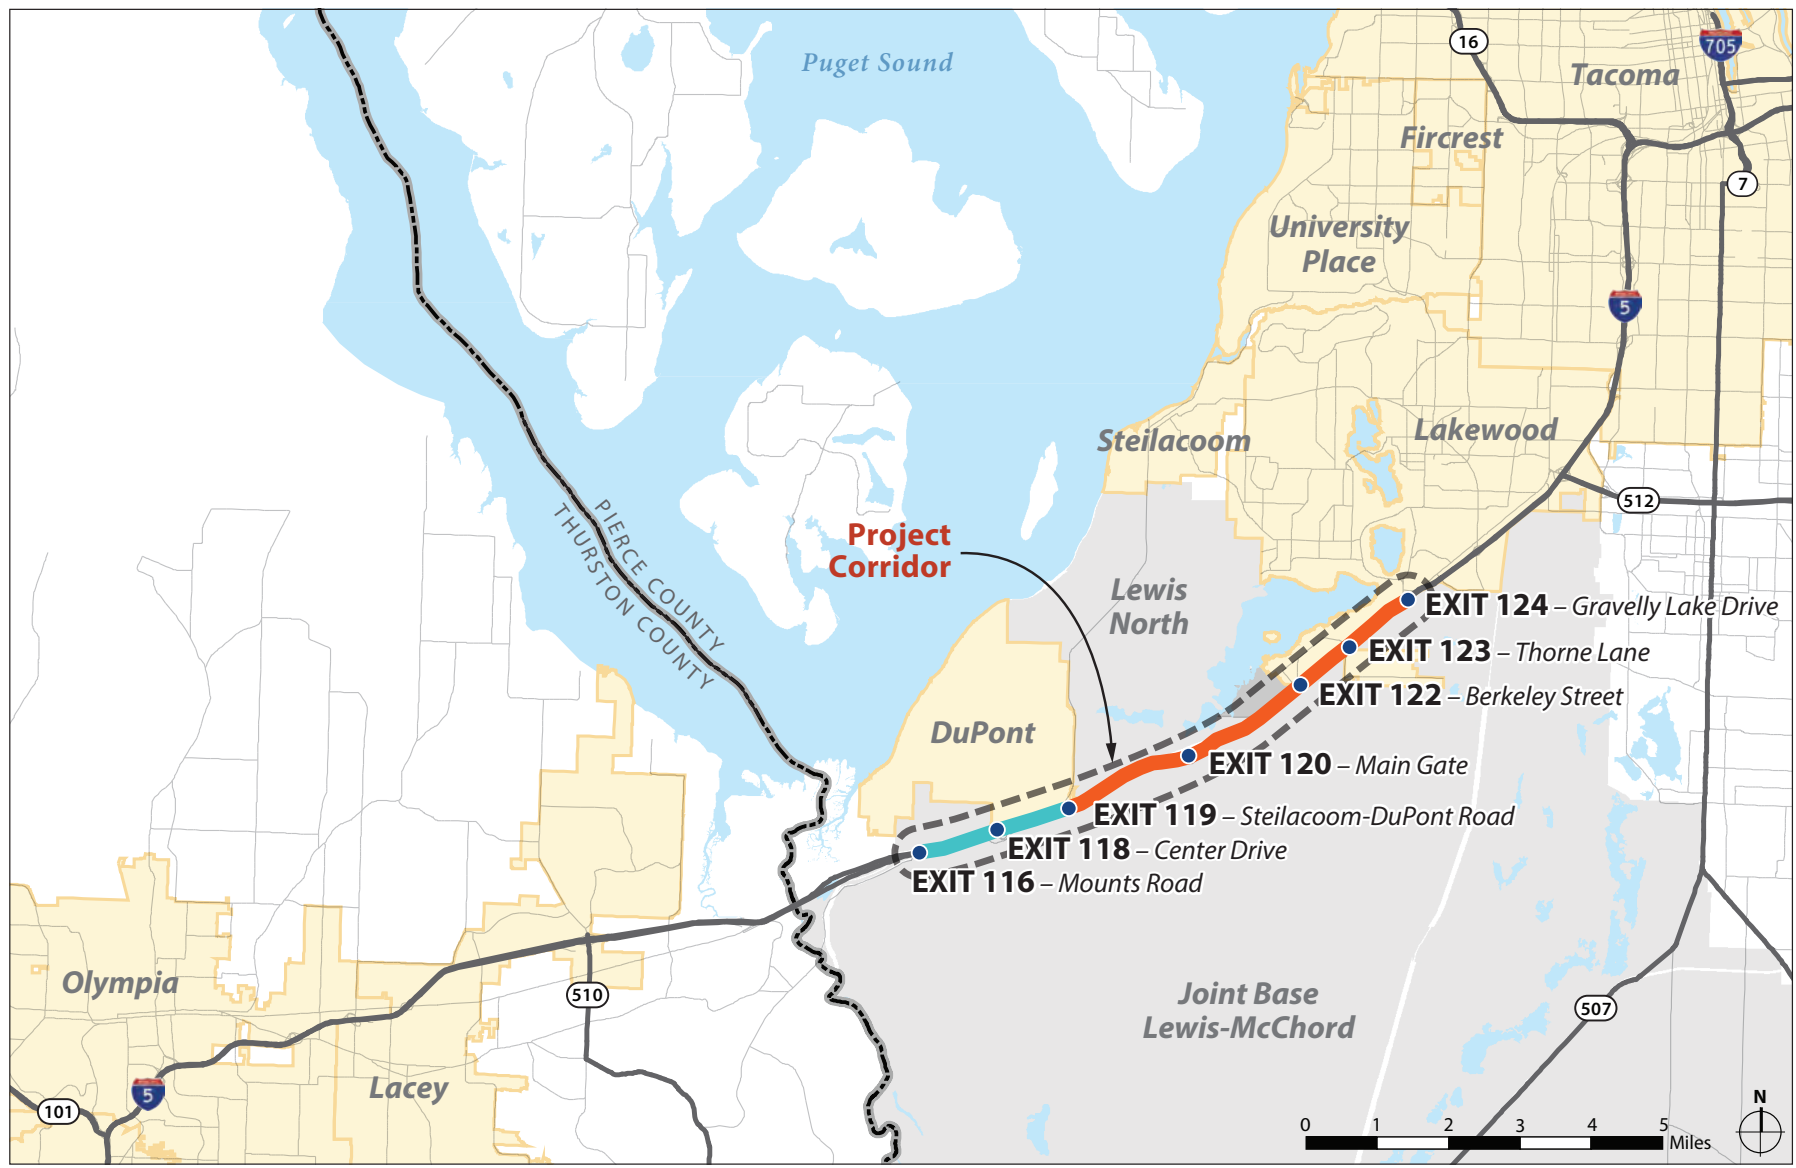 Puget Sound
16
705
Tacoma
Fircrest
7
University
Place
5
Steilacoom
Lakewood
512
PIERCE COUNTY
THURSTON COUNTY
Project
Corridor
Lewis
North
EXIT 124 – Gravelly Lake Drive
EXIT 123 – Thorne Lane
EXIT 122 – Berkeley Street
DuPont
EXIT 120 – Main Gate
EXIT 119 – Steilacoom-DuPont Road
EXIT 118 – Center Drive
EXIT 116 – Mounts Road
Olympia
510
Joint Base
Lewis-McChord
507
Lacey
5
101
0 1 2 3 4 5
Miles
N